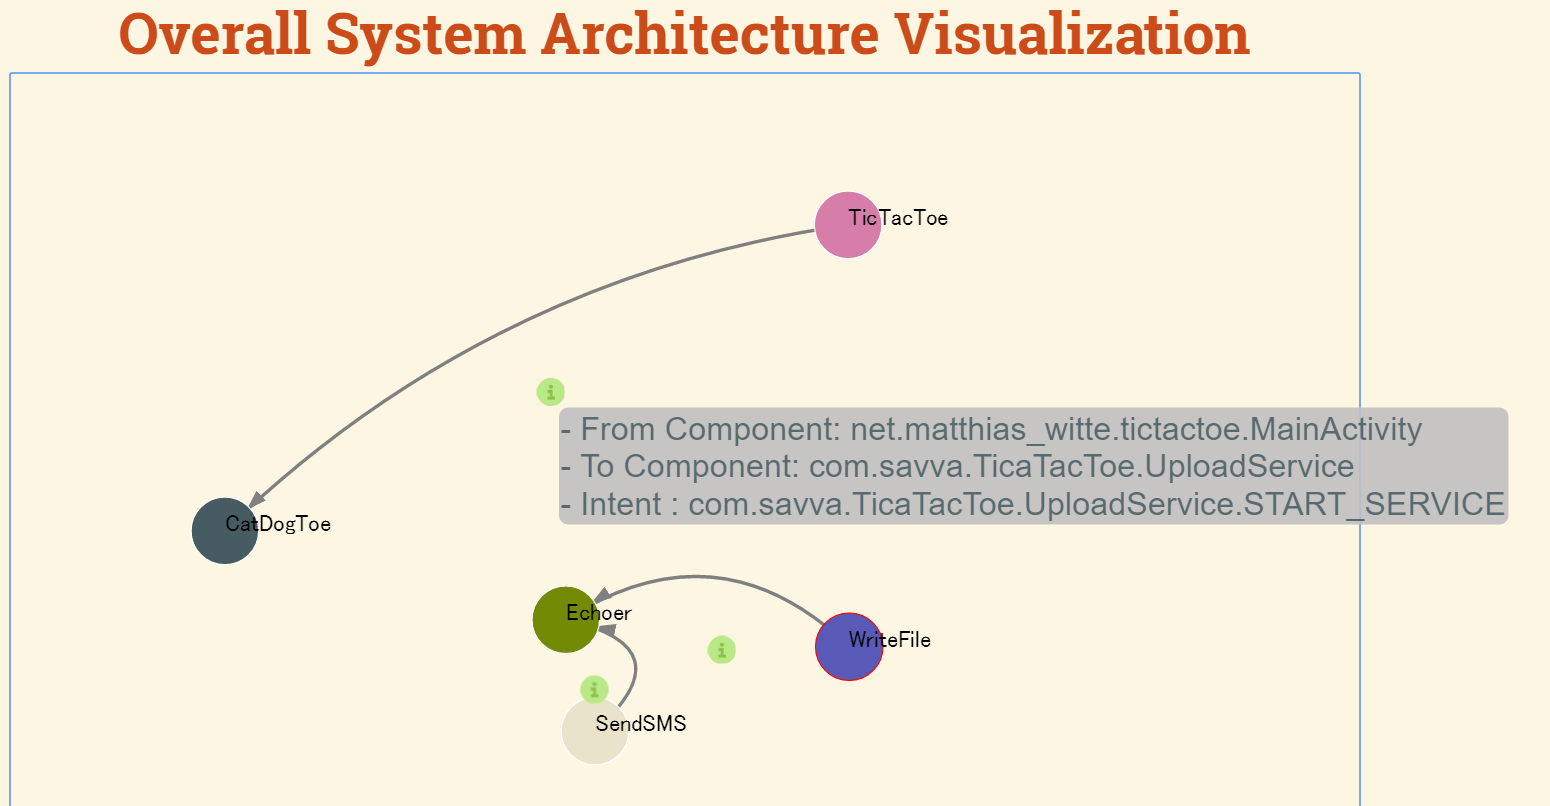 Overall System Architecture Visualization
TicTacToe
- From Component: net.matthias_witte.tictactoe.MainActivity
- To Component: com.savva.TicaTacToe.UploadService
- Intent : com.savva.TicaTacToe.UploadService.START_SERVICE
CatDogToe
Echoer
WriteFile
SendSMS